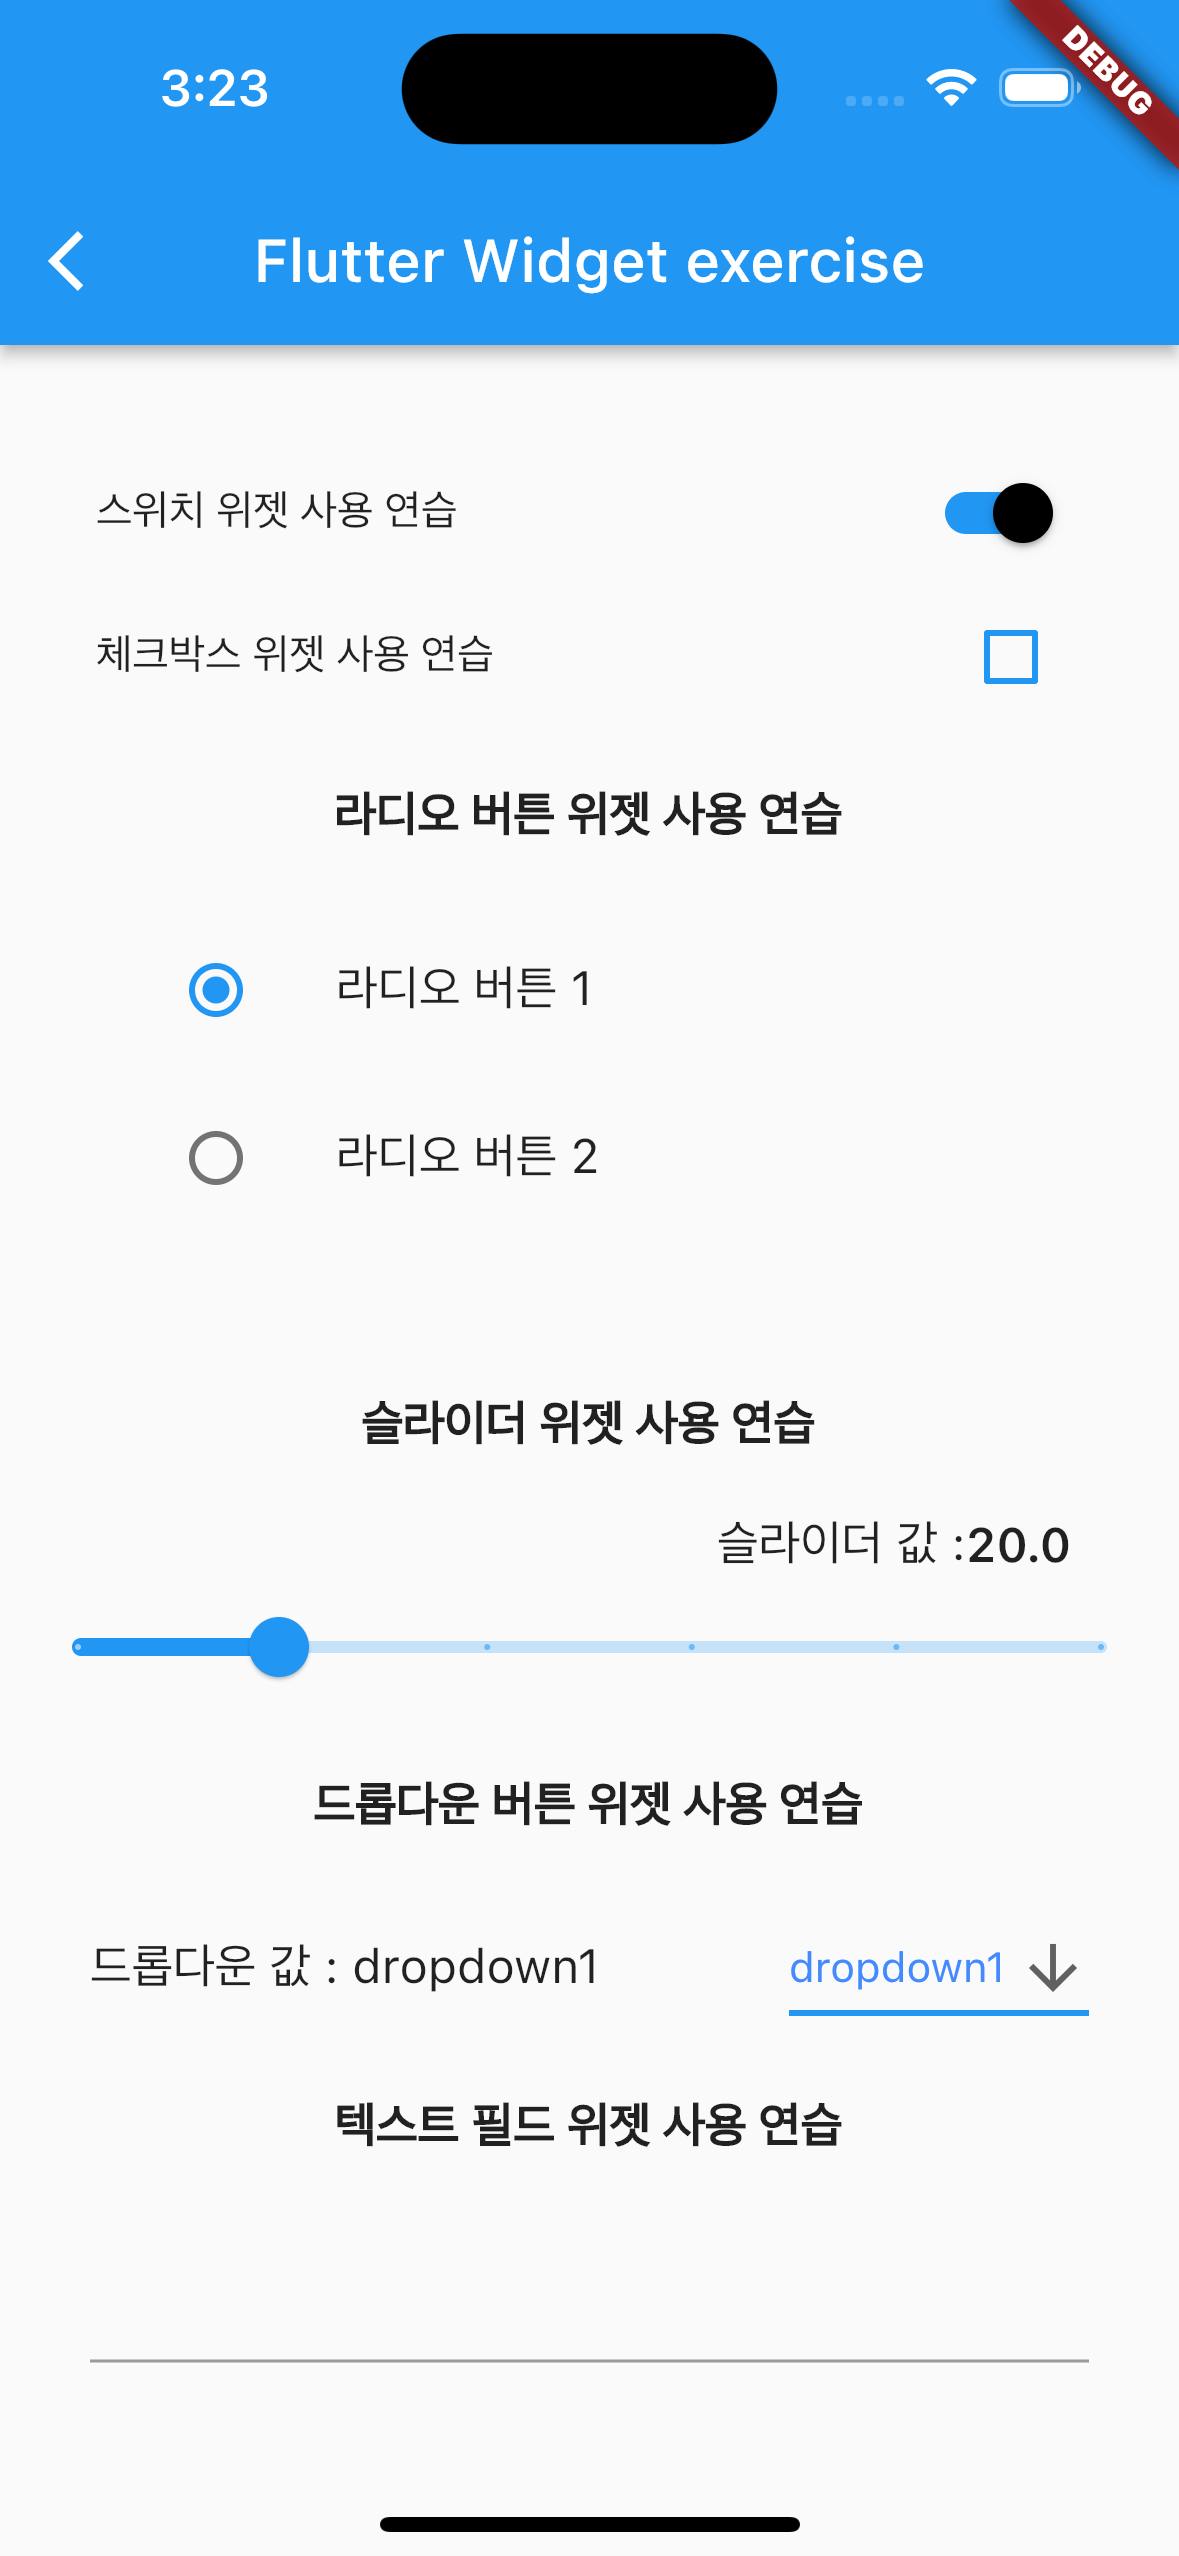 3:23
DEBUG
Flutter Widget exercise
스위치 위젯 사용 연습
체크박스 위젯 사용 연습
라디오 버튼 위젯 사용 연습
라디오 버튼 1
라디오 버튼 2
슬라이더 위젯 사용 연습
슬라이더 값 :20.0
드롭다운 버튼 위젯 사용 연습
드롭다운 값 : dropdown1 dropdown1
텍스트 필드 위젯 사용 연습